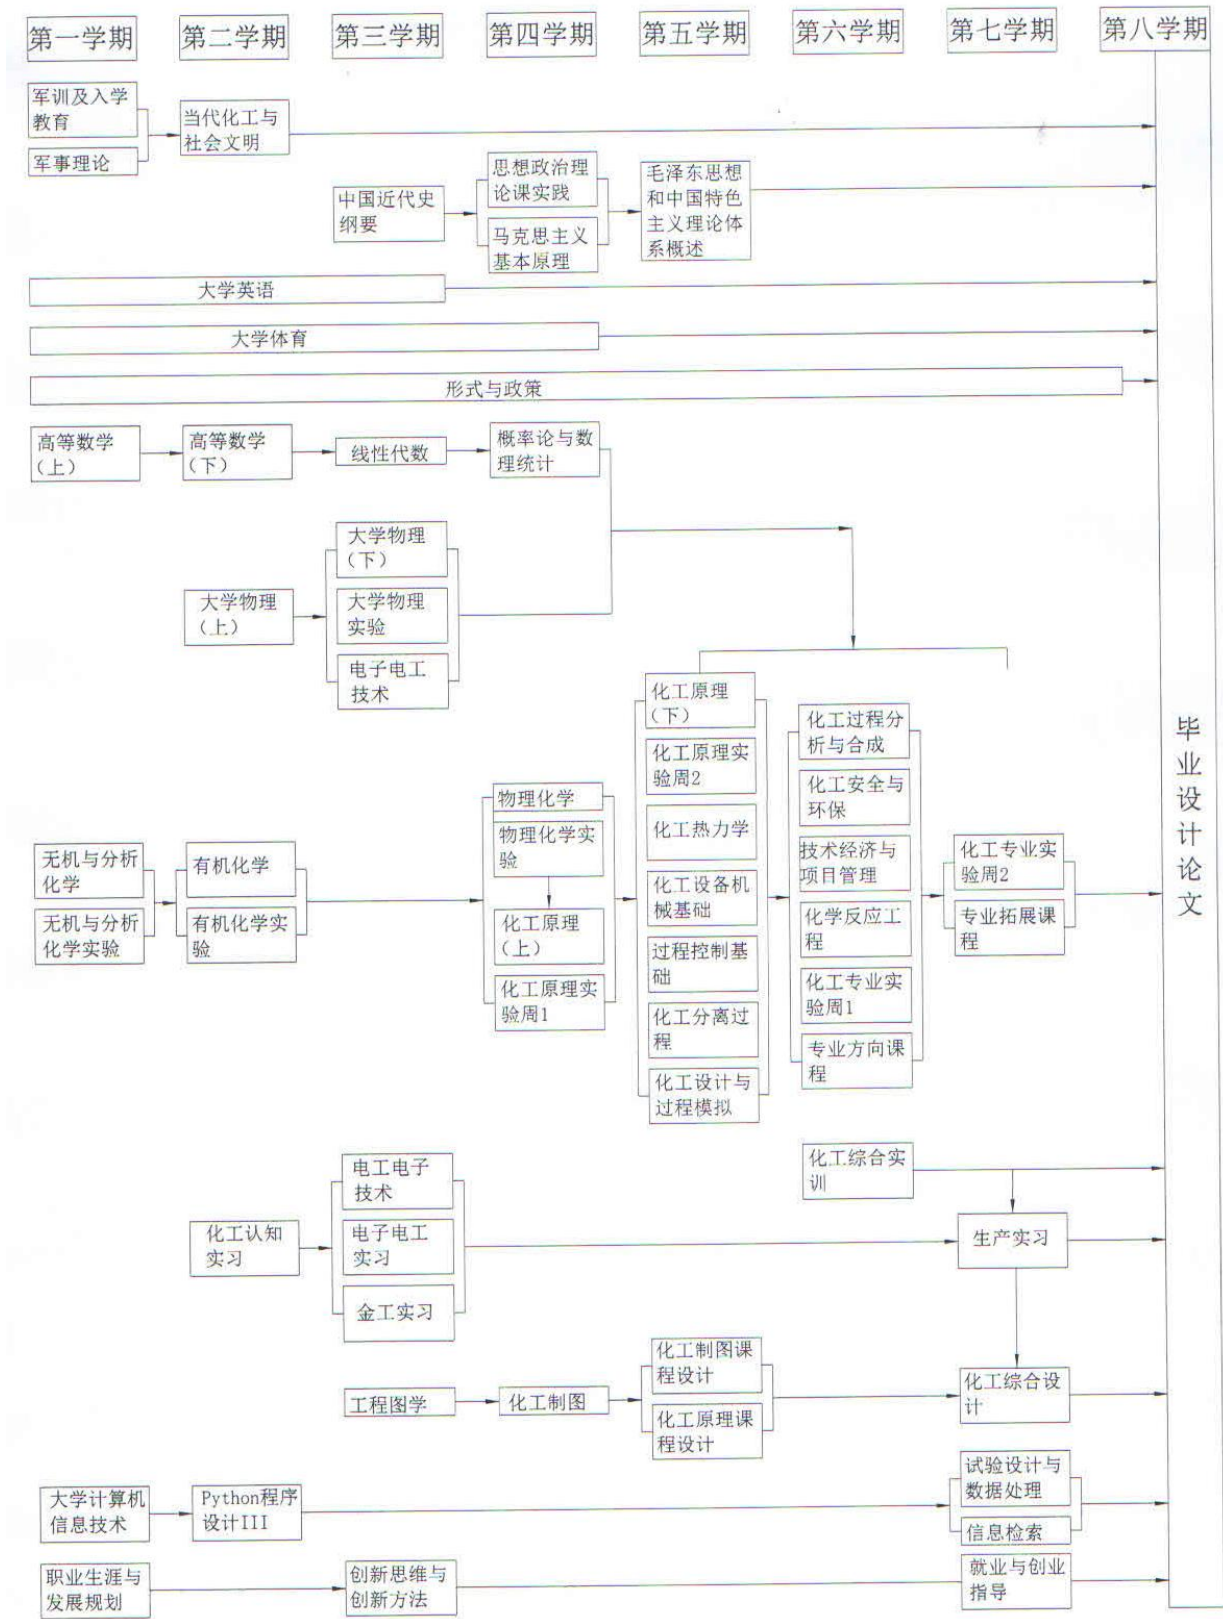 第一学期
第二学期
第三学期
第四学期
第五学期
第六学期
第七学期
第八学期
军训及入学
教育
军事理论
当代化工与
社会文明
中国近代史
纲要
思想政治理
论课实践
马克思主义
基本原理
毛泽东思想
和中国特色
主义理论体
系概述
大学英语
大学体育
形式与政策
高等数学
（上）
高等数学
（下）
线性代数
概率论与数
理统计
大学物理
（上）
大学物理
（下）
大学物理
实验
电子电工
技术
无机与分析
化学
无机与分析
化学实验
有机化学
有机化学实
验
物理化学
物理化学实
验
化工原理
（上）
化工原理实
验周1
化工原理
（下）
化工原理实
验周2
化工热力学
化工设备机
械基础
过程控制基
础
化工分离过
程
化工设计与
过程模拟
化工过程分
析与合成
化工安全与
环保
技术经济与
项目管理
化学反应工
程
化工专业实
验周1
专业方向课
程
化工专业实
验周2
专业拓展课
程
化工认知
实习
电工电子
技术
电子电工
实习
金工实习
化工综合实
训
生产实习
工程图学
化工制图
化工制图课
程设计
化工原理课
程设计
化工综合设
计
大学计算机
信息技术
Python程序
设计III
试验设计与
数据处理
信息检索
职业生涯与
发展规划
创新思维与
创新方法
就业与创业
指导
毕业设计论文